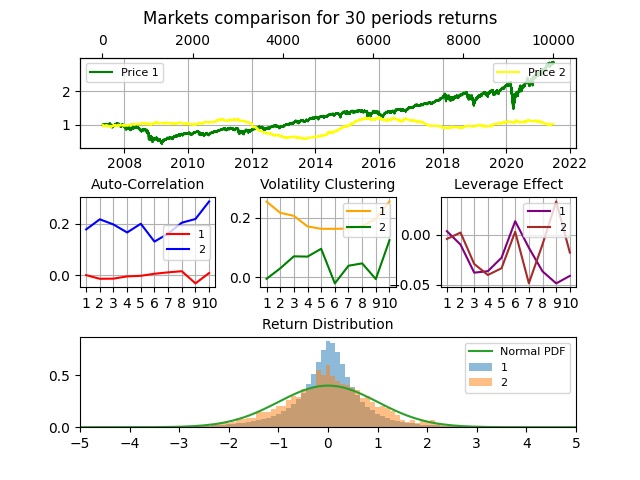 Markets comparison for 30 periods returns
0 2000 4000 6000 8000 10000
Price 1
Price 2
2
1
2008 2010 2012 2014 2016 2018 2020 2022
Auto-Correlation
0.2
0.0
1
2
1 2 3 4 5 6 7 8 9 10
Volatility Clustering
0.2
0.0
1
2
1 2 3 4 5 6 7 8 9 10
Leverage Effect
0.00
−0.05
1
2
1 2 3 4 5 6 7 8 9 10
Return Distribution
0.5
0.0
Normal PDF
1
2
−5 −4 −3 −2 −1 0 1 2 3 4 5